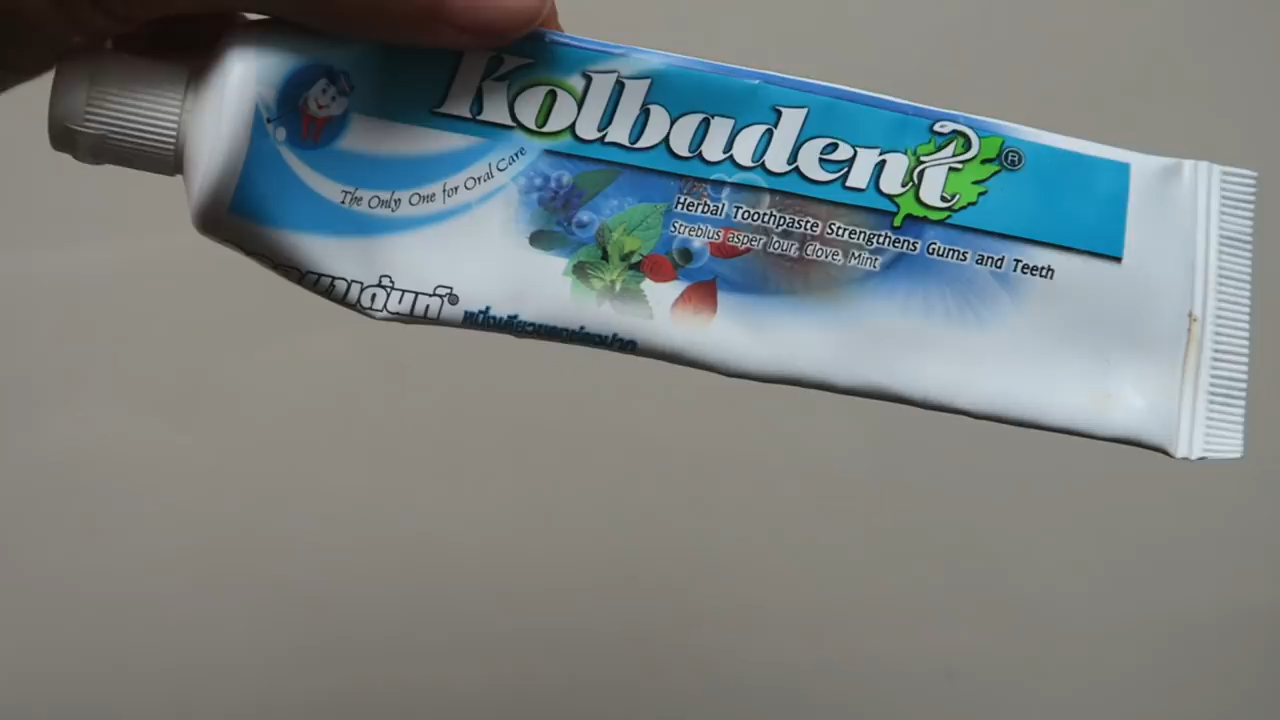 Kolbadent®
The Only One for Oral Care
Herbal Toothpaste Strengthens Gums and Teeth
Streblus asper lour, Clove, Mint